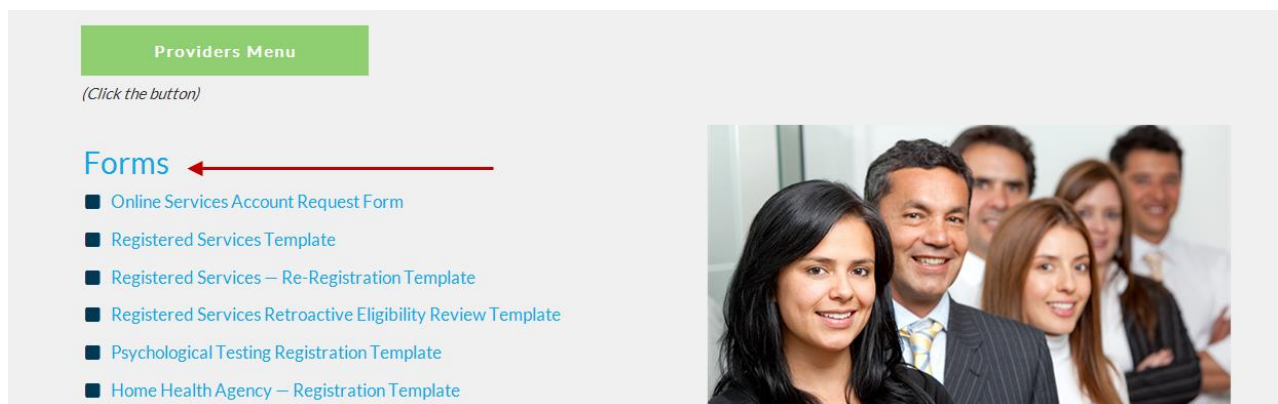 Providers Menu
(Click the button)
Forms
Online Services Account Request Form
Registered Services Template
Registered Services — Re-Registration Template
Registered Services Retroactive Eligibility Review Template
Psychological Testing Registration Template
Home Health Agency — Registration Template